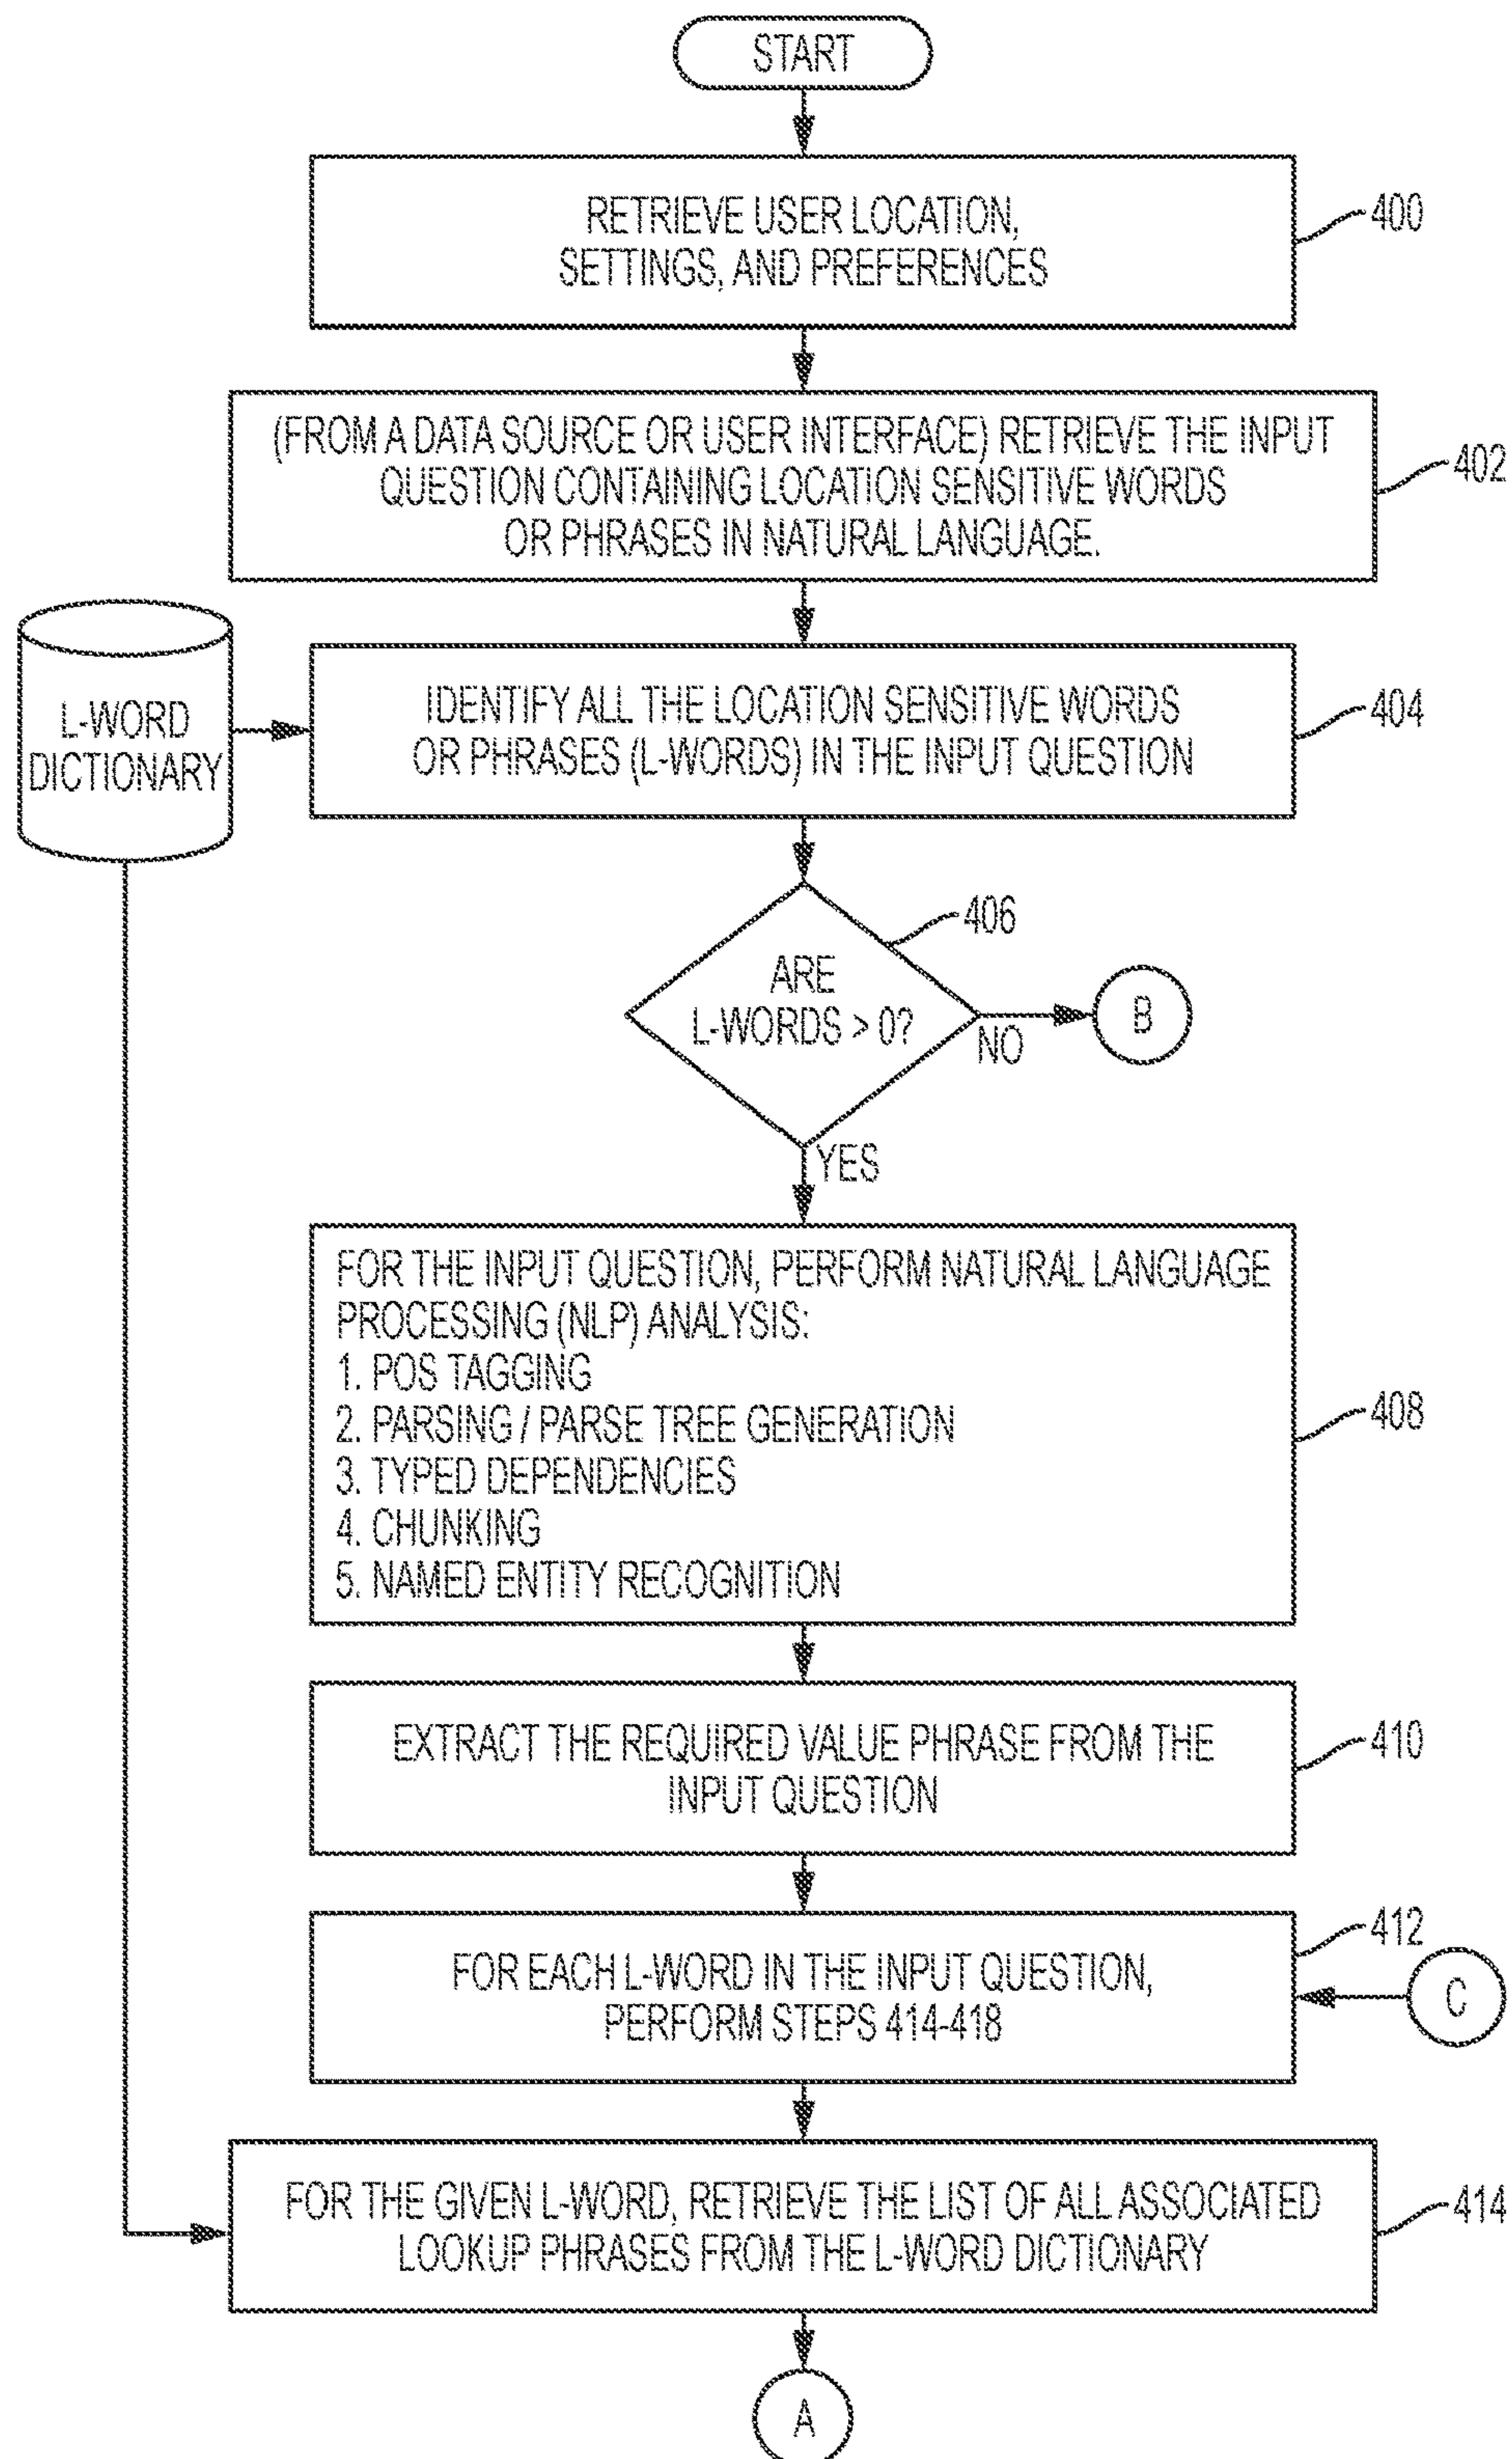 START
RETRIEVE USER LOCATION,
SETTINGS, AND PREFERENCES
400
(FROM A DATA SOURCE OR USER INTERFACE) RETRIEVE THE INPUT
QUESTION CONTAINING LOCATION SENSITIVE WORDS
OR PHRASES IN NATURAL LANGUAGE.
402
L-WORD
DICTIONARY
IDENTIFY ALL THE LOCATION SENSITIVE WORDS
OR PHRASES (L-WORDS) IN THE INPUT QUESTION
404
406
ARE
L-WORDS > 0?
NO
B
YES
FOR THE INPUT QUESTION, PERFORM NATURAL LANGUAGE
PROCESSING (NLP) ANALYSIS:
1. POS TAGGING
2. PARSING / PARSE TREE GENERATION
3. TYPED DEPENDENCIES
4. CHUNKING
5. NAMED ENTITY RECOGNITION
408
EXTRACT THE REQUIRED VALUE PHRASE FROM THE
INPUT QUESTION
410
412
FOR EACH L-WORD IN THE INPUT QUESTION,
PERFORM STEPS 414-418
C
FOR THE GIVEN L-WORD, RETRIEVE THE LIST OF ALL ASSOCIATED
LOOKUP PHRASES FROM THE L-WORD DICTIONARY
414
A